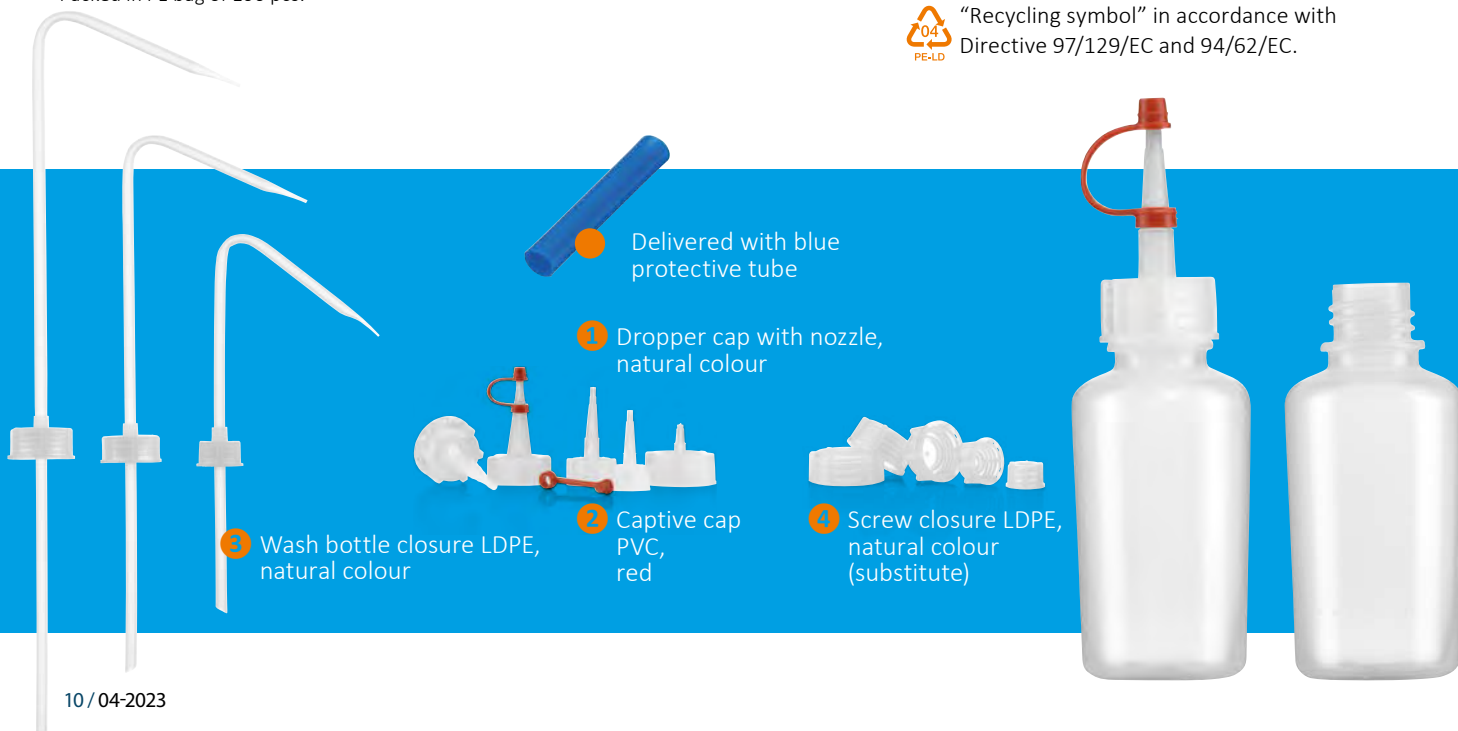 “Recycling symbol” in accordance with
04
PE-LD
Directive 97/129/EC and 94/62/EC.
Delivered with blue
protective tube
1 Dropper cap with nozzle,
natural colour
2 Captive cap
PVC,
red
3 Wash bottle closure LDPE,
natural colour
4 Screw closure LDPE,
natural colour
(substitute)
10 / 04-2023